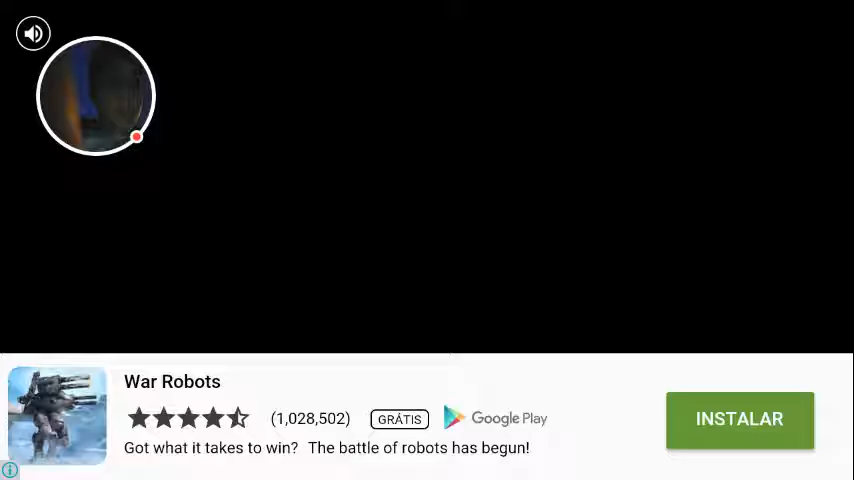 War Robots
(1,028,502) GRÁTIS Google Play
INSTALAR
Got what it takes to win? The battle of robots has begun!